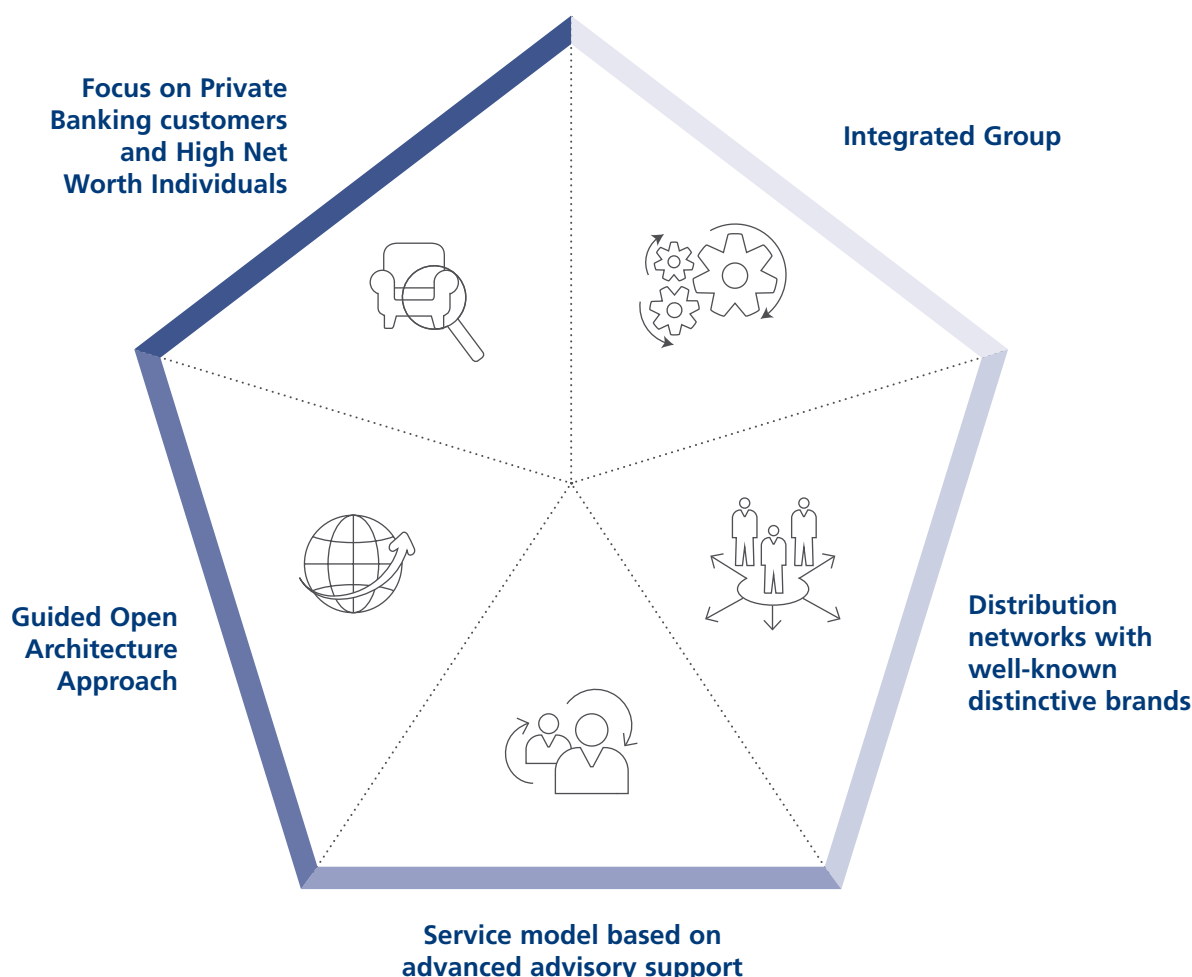 Focus on Private
Banking customers
and High Net
Worth Individuals
Integrated Group
Guided Open
Architecture
Approach
Distribution
networks with
well-known
distinctive brands
Service model based on
advanced advisory support